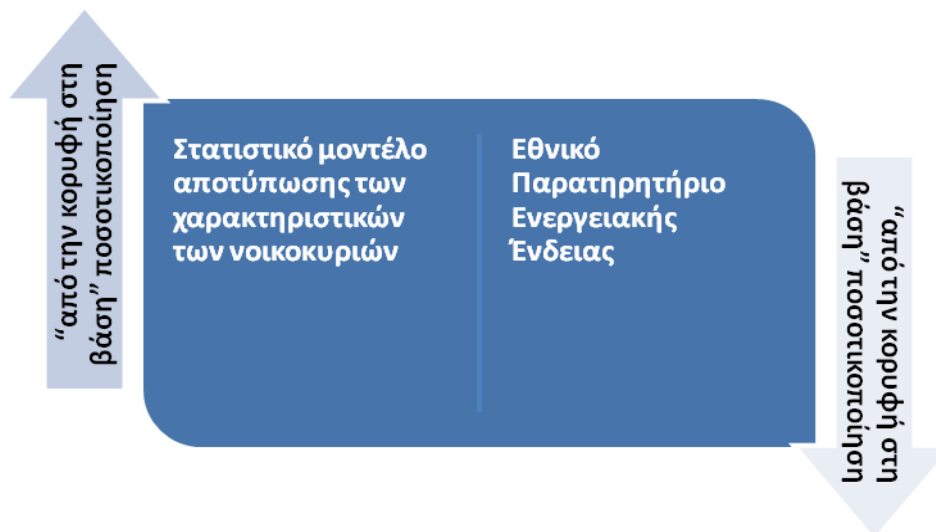 “από την κορυφή στη
βάση” ποσοτικοποίηση
Στατιστικό μοντέλο
αποτύπωσης των
χαρακτηριστικών
των νοικοκυριών
Εθνικό
Παρατηρητήριο
Ενεργειακής
Ένδειας
“από την κορυφή στη
βάση” ποσοτικοποίηση